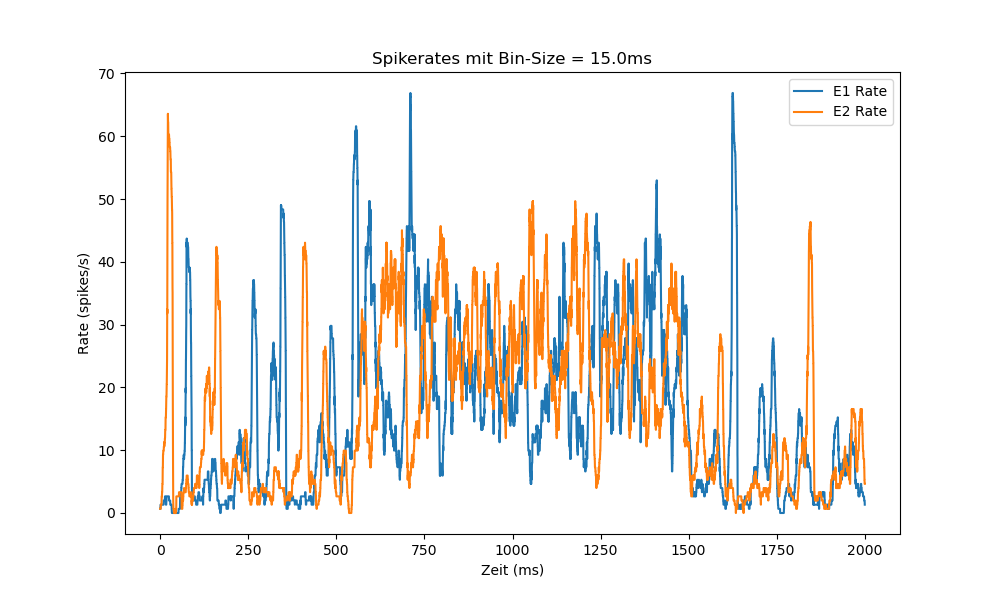 Spikerates mit Bin-Size = 15.0ms
E1 Rate
E2 Rate
Rate (spikes/s)
70
60
50
40
30
20
10
0
0 250 500 750 1000 1250 1500 1750 2000
Zeit (ms)